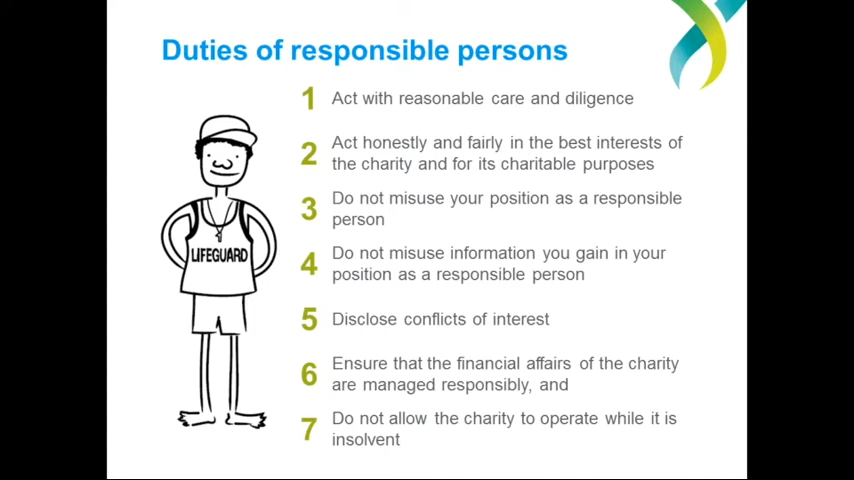 Duties of responsible persons
1 Act with reasonable care and diligence
2 Act honestly and fairly in the best interests of
the charity and for its charitable purposes
3 Do not misuse your position as a responsible
person
4 Do not misuse information you gain in your
position as a responsible person
5 Disclose conflicts of interest
6 Ensure that the financial affairs of the charity
are managed responsibly, and
7 Do not allow the charity to operate while it is
insolvent
LIFEGUARD